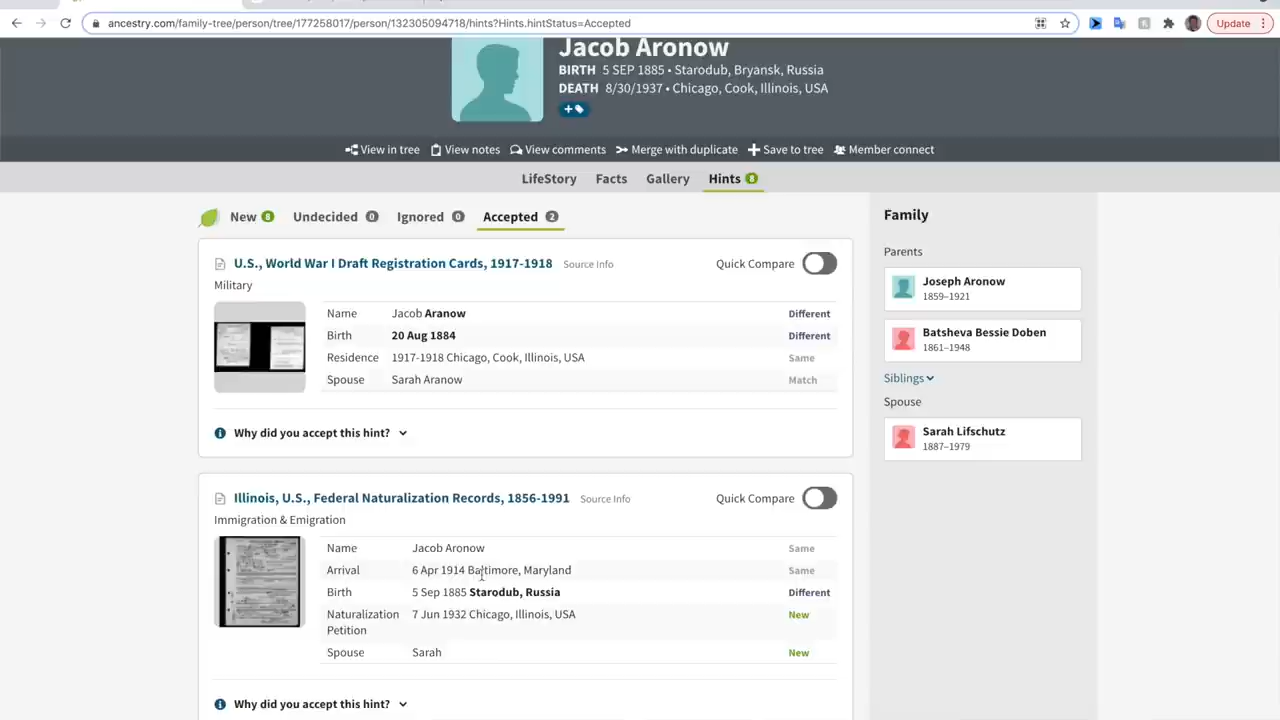 ancestry.com/family-tree/person/tree/177258017/person/132305094718/hints?Hints.hintStatus=Accepted
Update
Jacob Aronow
BIRTH 5 SEP 1885 • Starodub, Bryansk, Russia
DEATH 8/30/1937 • Chicago, Cook, Illinois, USA
View in tree View notes View comments Merge with duplicate Save to tree Member connect
LifeStory Facts Gallery Hints 8
New 8 Undecided 0 Ignored 0 Accepted 2
U.S., World War I Draft Registration Cards, 1917-1918 Source Info Quick Compare
Military
Name Jacob Aranow Different
Birth 20 Aug 1884 Different
Residence 1917-1918 Chicago, Cook, Illinois, USA Same
Spouse Sarah Aranow Match
Why did you accept this hint?
Illinois, U.S., Federal Naturalization Records, 1856-1991 Source Info Quick Compare
Immigration & Emigration
Name Jacob Aronow Same
Arrival 6 Apr 1914 Baltimore, Maryland Same
Birth 5 Sep 1885 Starodub, Russia Different
Naturalization 7 Jun 1932 Chicago, Illinois, USA New
Petition
Spouse Sarah New
Why did you accept this hint?
Family
Parents
Joseph Aronow
1859–1921
Batsheva Bessie Doben
1861–1948
Siblings
Spouse
Sarah Lifschutz
1887–1979